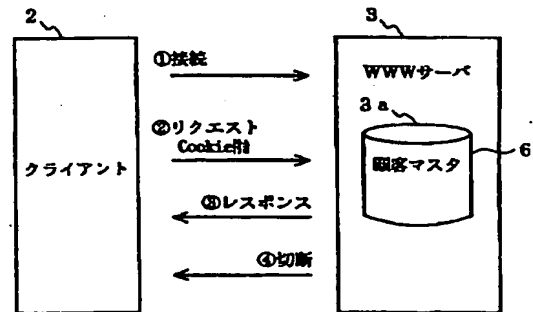 2
3
①接続
WWWサーバ
3a
②リクエスト
Cookie付
クライアント
顧客マスタ
6
③レスポンス
④切断